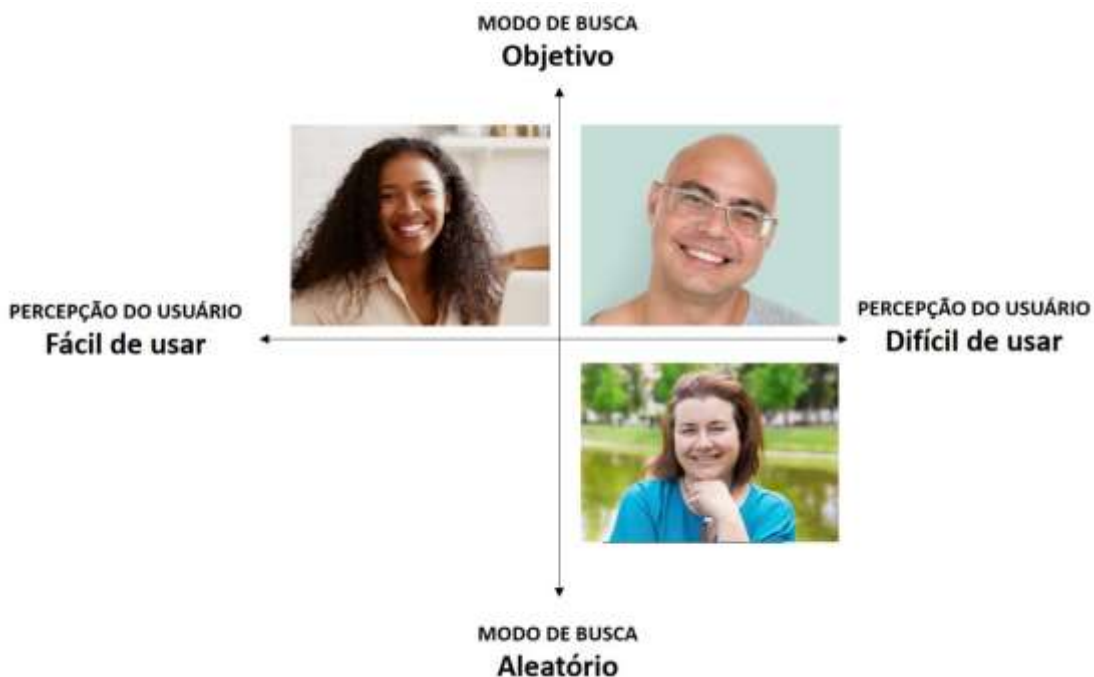 MODO DE BUSCA
Objetivo
PERCEPÇÃO DO USUÁRIO
Fácil de usar
PERCEPÇÃO DO USUÁRIO
Difícil de usar
MODO DE BUSCA
Aleatório